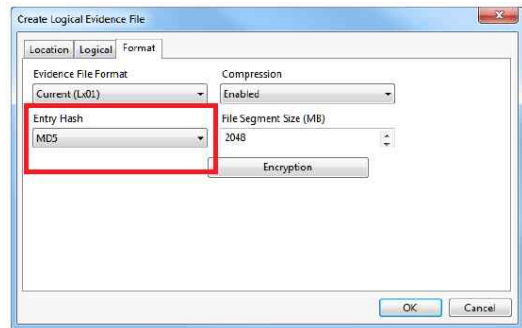 Create Logical Evidence File
Location Logical Format
Evidence File Format Compression
Current (Lx01) Enabled
Entry Hash File Segment Size (MB)
MD5 2048
Encryption
OK Cancel